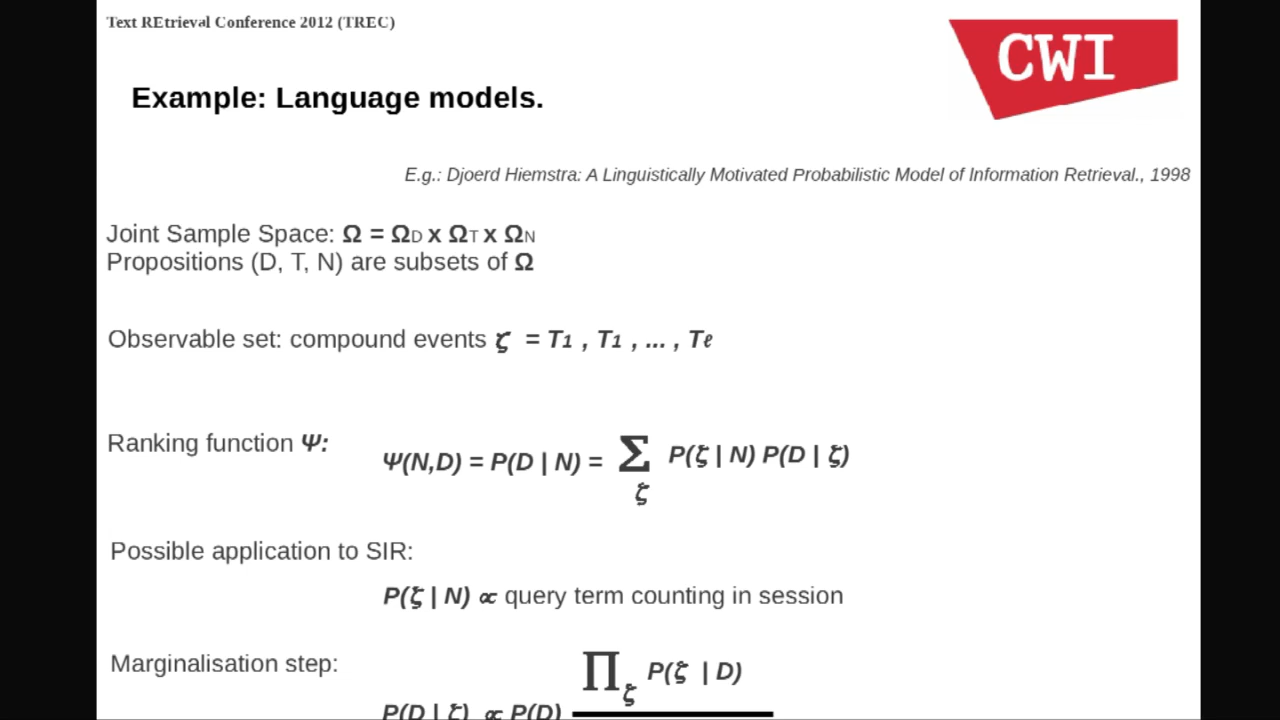 Text REtrieval Conference 2012 (TREC)
CWI
Example: Language models.
E.g.: Djoerd Hiemstra: A Linguistically Motivated Probabilistic Model of Information Retrieval., 1998
Joint Sample Space: Ω = ΩD x ΩT x ΩN
Propositions (D, T, N) are subsets of Ω
Observable set: compound events ζ = T1 , T1 , ... , Tℓ
Ranking function Ψ:
Ψ(N,D) = P(D | N) = Σ P(ζ | N) P(D | ζ)
ζ
Possible application to SIR:
P(ζ | N) ∝ query term counting in session
Marginalisation step:
∏ζ P(ζ | D)
P(D | ζ) ∝ P(D)